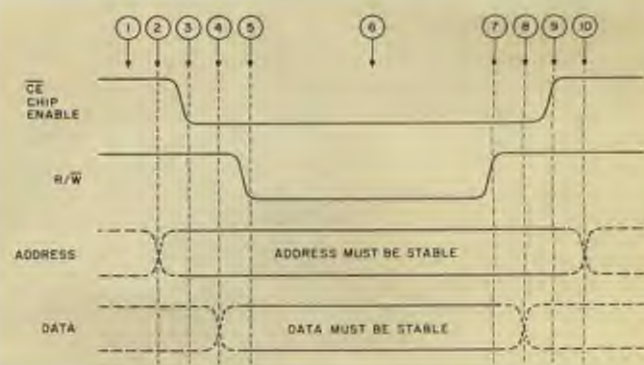 1 2 3 4 5 6 7 8 9 10
CE
CHIP
ENABLE
R/W
ADDRESS
ADDRESS MUST BE STABLE
DATA
DATA MUST BE STABLE